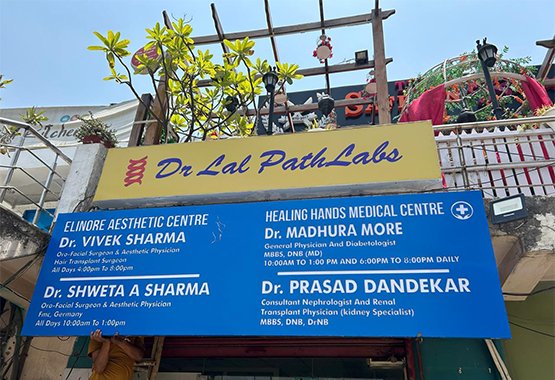 Dr Lal PathLabs
ELINORE AESTHETIC CENTRE
Dr. VIVEK SHARMA
Oro-Facial Surgeon & Aesthetic Physician
Hair Transplant Surgeon
All Days 4:00pm To 8:00pm
Dr. SHWETA A SHARMA
Oro-Facial Surgeon & Aesthetic Physician
Fmc, Germany
All Days 10:00am To 1:00pm
HEALING HANDS MEDICAL CENTRE
Dr. MADHURA MORE
General Physician And Diabetologist
MBBS, DNB (MD)
10:00AM TO 1:00 PM AND 6:00PM TO 8:00PM DAILY
Dr. PRASAD DANDEKAR
Consultant Nephrologist And Renal
Transplant Physician (kidney Specialist)
MBBS, DNB, DrNB